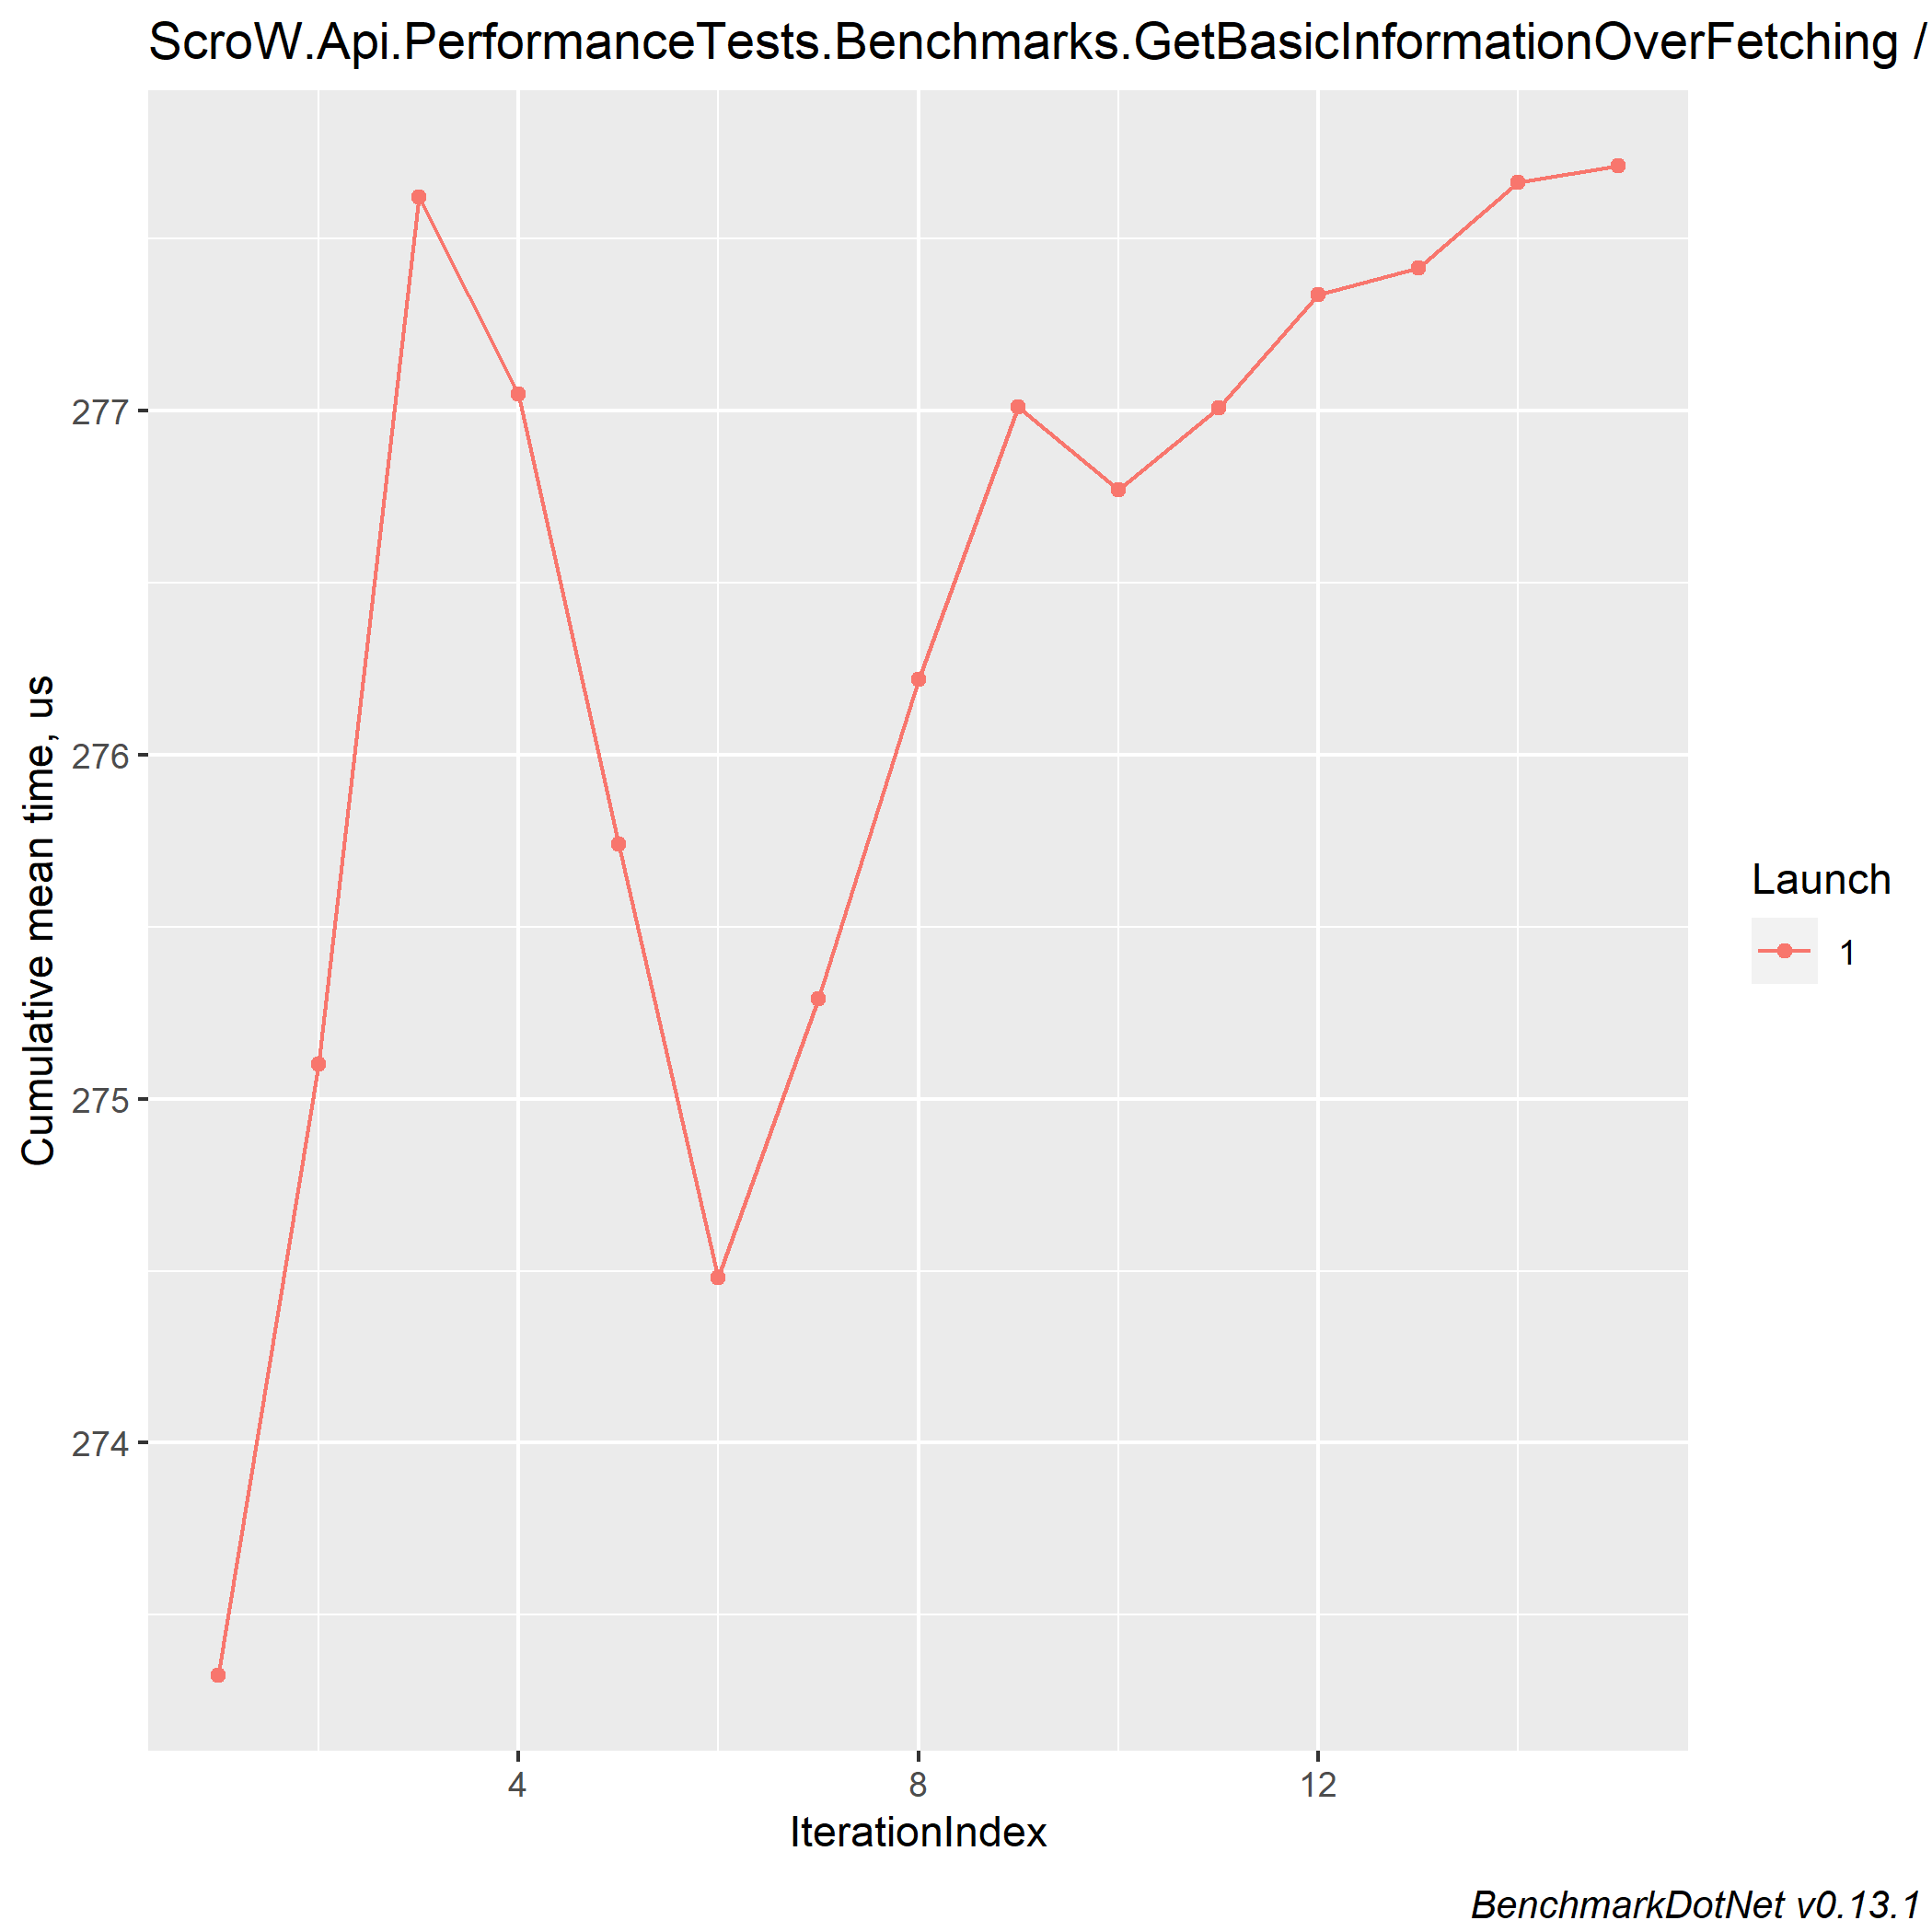 ScroW.Api.PerformanceTests.Benchmarks.GetBasicInformationOverFetching /
Cumulative mean time, us
277
276
275
274
4
8
12
IterationIndex
Launch
1
BenchmarkDotNet v0.13.1